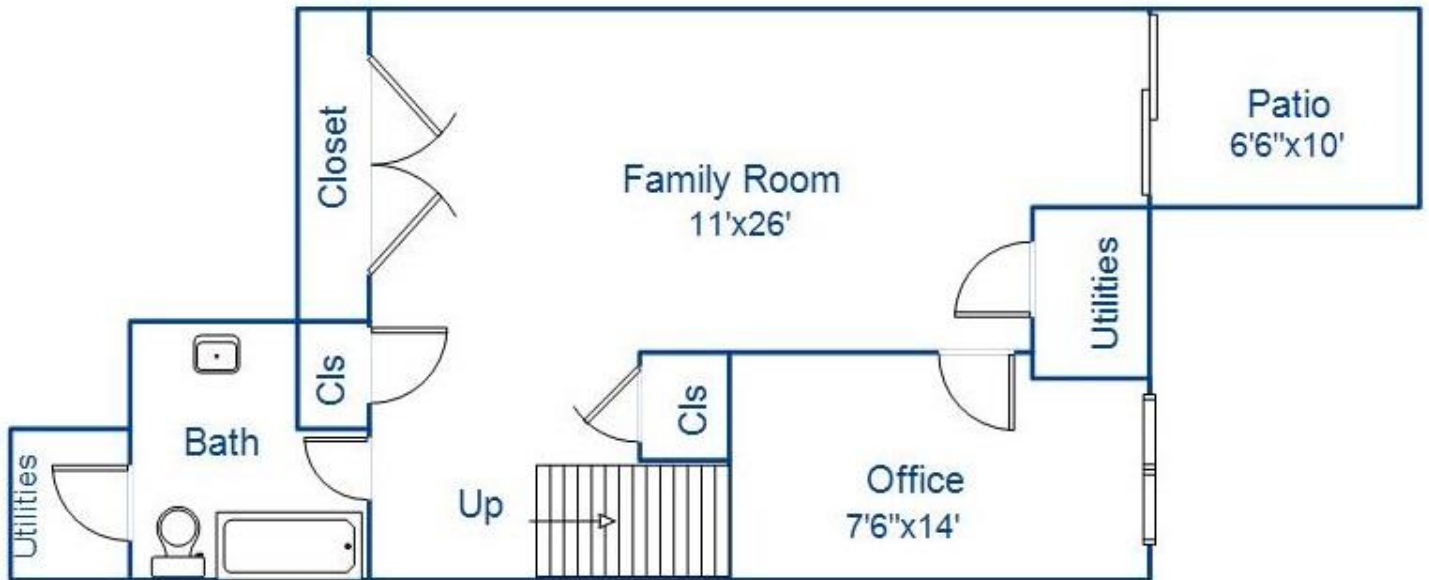 Closet
Family Room
11'x26'
Patio
6'6"x10'
Utilities
Cls
Cls
Bath
Utilities
Up
Office
7'6"x14'